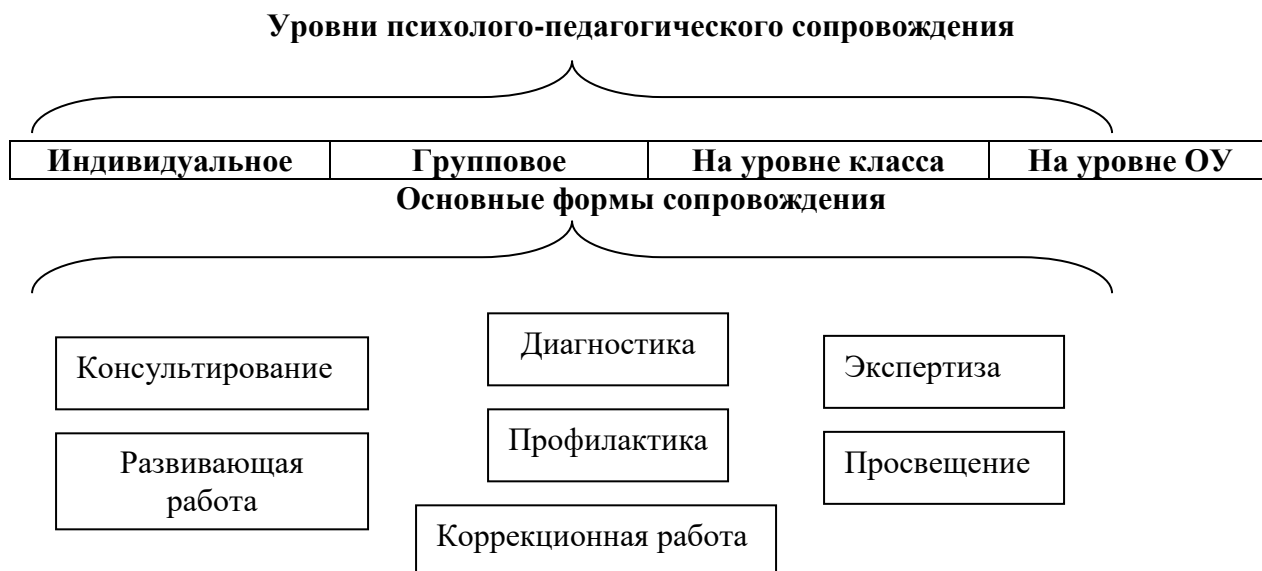 Уровни психолого-педагогического сопровождения
Индивидуальное Групповое На уровне класса На уровне ОУ
Основные формы сопровождения
Консультирование
Диагностика
Экспертиза
Развивающая
работа
Профилактика
Просвещение
Коррекционная работа